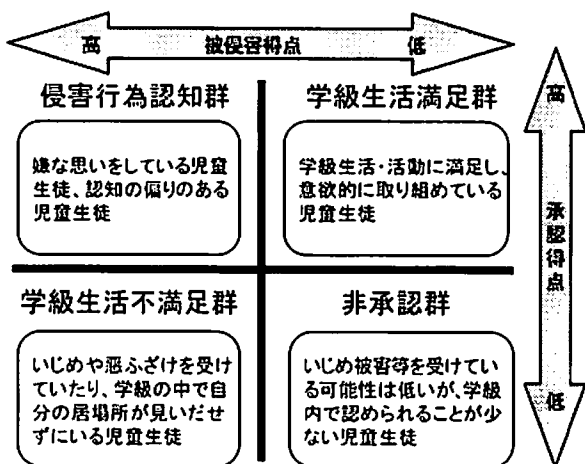 高 被侵害得点 低
侵害行為認知群
嫌な思いをしている児童
生徒、認知の偏りのある
児童生徒
学級生活満足群
学級生活・活動に満足し、
意欲的に取り組めている
児童生徒
高
承認得点
低
学級生活不満足群
いじめや悪ふざけを受け
ていたり、学級の中で自
分の居場所が見いだせ
ずにいる児童生徒
非承認群
いじめ被害等を受けてい
る可能性は低いが、学級
内で認められることが少
ない児童生徒